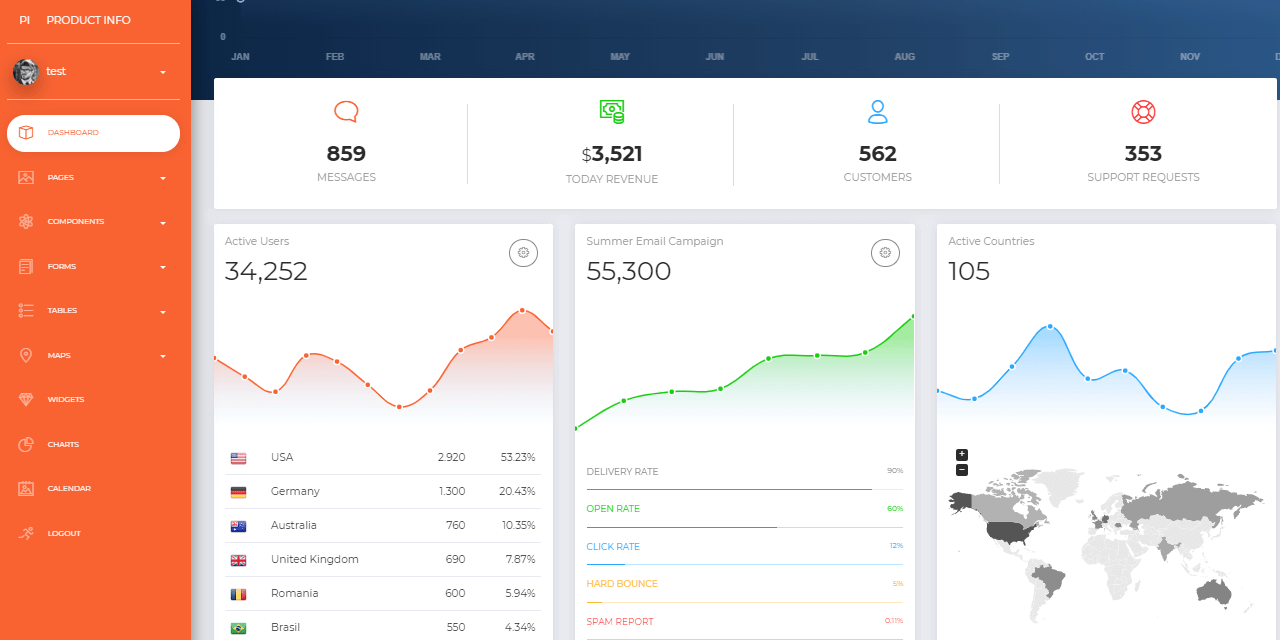 PI PRODUCT INFO
test
DASHBOARD
PAGES
COMPONENTS
FORMS
TABLES
MAPS
WIDGETS
CHARTS
CALENDAR
LOGOUT
0
JAN FEB MAR APR MAY JUN JUL AUG SEP OCT NOV
859
MESSAGES
$3,521
TODAY REVENUE
562
CUSTOMERS
353
SUPPORT REQUESTS
Active Users
34,252
USA 2.920 53.23%
Germany 1.300 20.43%
Australia 760 10.35%
United Kingdom 690 7.87%
Romania 600 5.94%
Brasil 550 4.34%
Summer Email Campaign
55,300
DELIVERY RATE 90%
OPEN RATE 60%
CLICK RATE 12%
HARD BOUNCE 5%
SPAM REPORT 0.11%
Active Countries
105
+
−